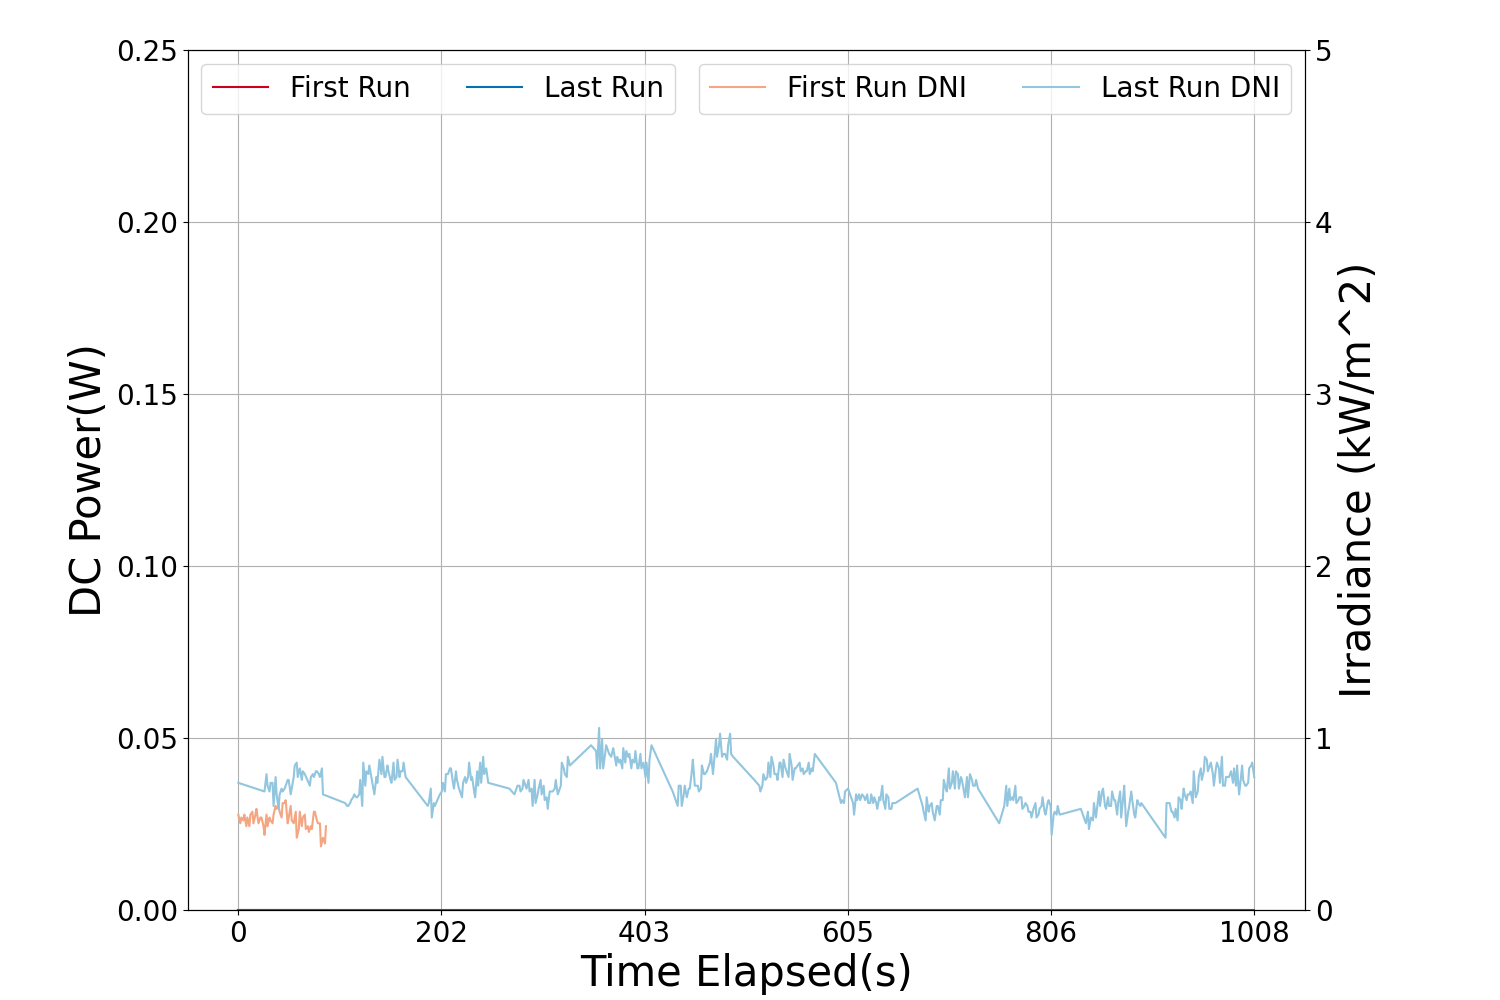 First Run
Last Run
First Run DNI
Last Run DNI
0.25
0.20
0.15
0.10
0.05
0.00
DC Power(W)
5
4
3
2
1
0
Irradiance (kW/m^2)
0
202
403
605
806
1008
Time Elapsed(s)